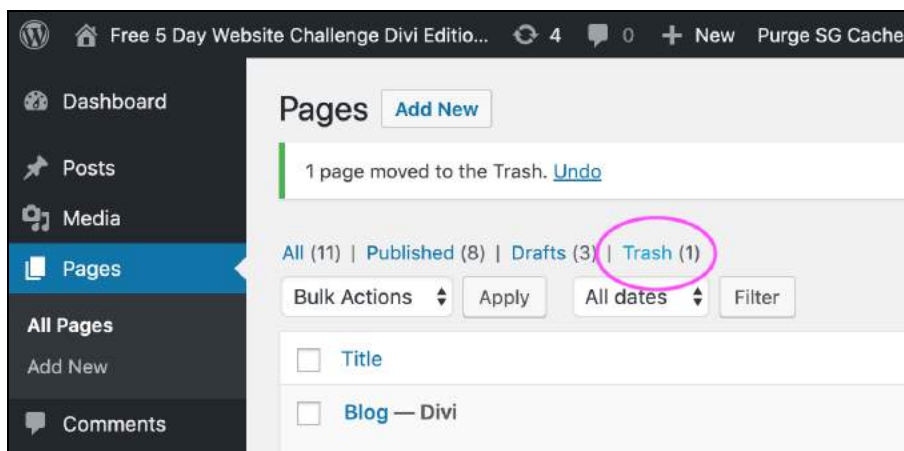 Free 5 Day Website Challenge Divi Editio... 4 0 New Purge SG Cache
Dashboard
Posts
Media
Pages
All Pages
Add New
Comments
Pages Add New
1 page moved to the Trash. Undo
All (11) | Published (8) | Drafts (3) | Trash (1)
Bulk Actions Apply All dates Filter
Title
Blog — Divi